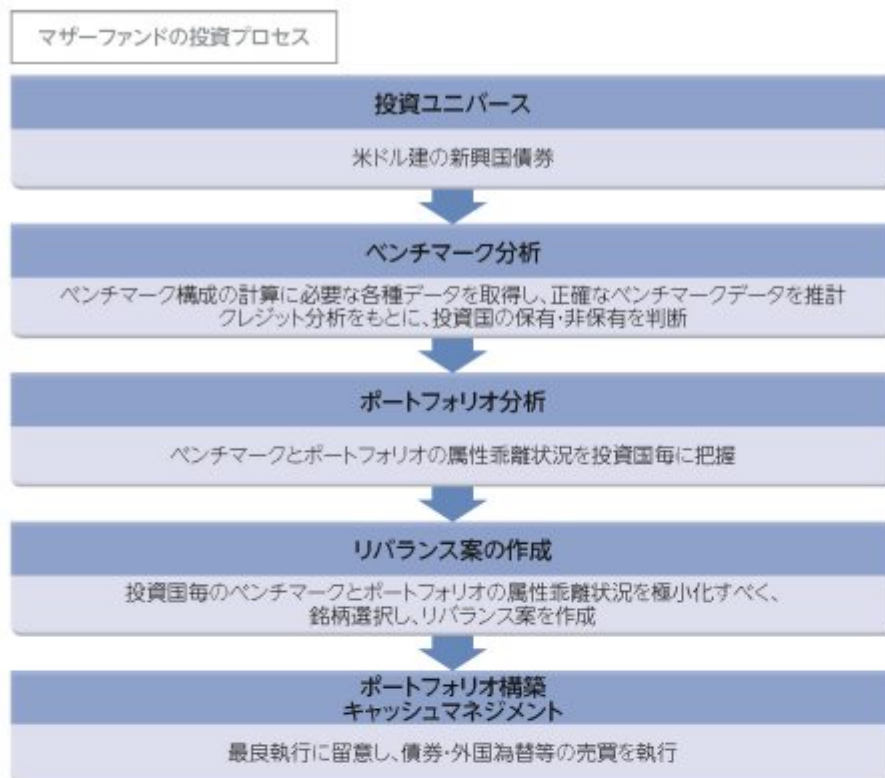 マザーファンドの投資プロセス
投資ユニバース
米ドル建の新興国債券
ベンチマーク分析
ベンチマーク構成の計算に必要な各種データを取得し、正確なベンチマークデータを推計
クレジット分析をもとに、投資国の保有・非保有を判断
ポートフォリオ分析
ベンチマークとポートフォリオの属性乖離状況を投資国毎に把握
リバランス案の作成
投資国毎のベンチマークとポートフォリオの属性乖離状況を極小化すべく、
銘柄選択し、リバランス案を作成
ポートフォリオ構築
キャッシュマネジメント
最良執行に留意し、債券・外国為替等の売買を執行